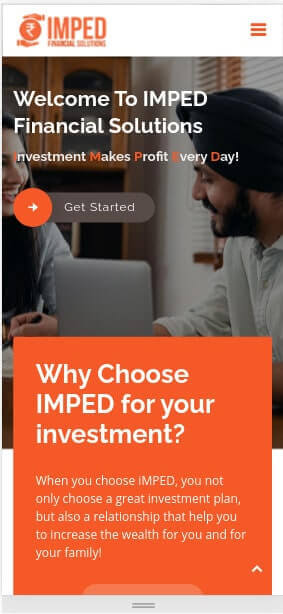 IMPED
FINANCIAL SOLUTIONS
Welcome To IMPED
Financial Solutions
Investment Makes Profit Every Day!
Get Started
Why Choose
IMPED for your
investment?
When you choose iMPED, you not
only choose a great investment plan,
but also a relationship that help you
to increase the wealth for you and for
your family!